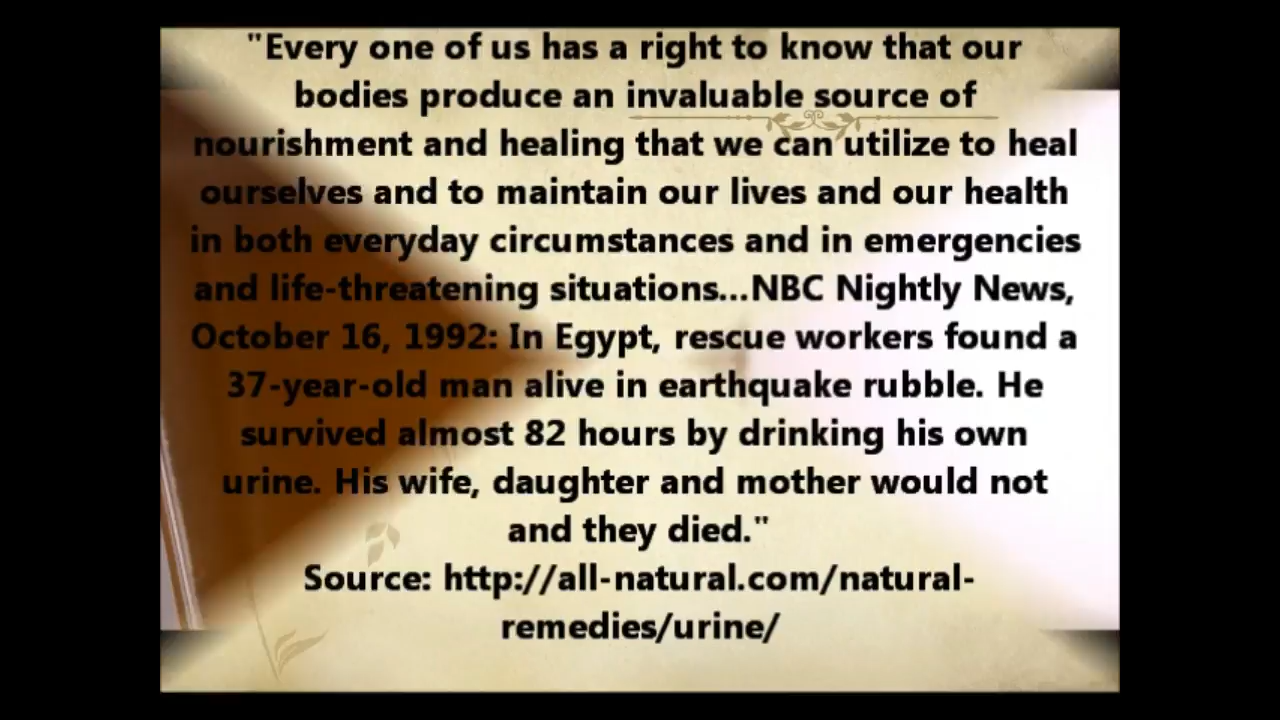 "Every one of us has a right to know that our
bodies produce an invaluable source of
nourishment and healing that we can utilize to heal
ourselves and to maintain our lives and our health
in both everyday circumstances and in emergencies
and life-threatening situations...NBC Nightly News,
October 16, 1992: In Egypt, rescue workers found a
37-year-old man alive in earthquake rubble. He
survived almost 82 hours by drinking his own
urine. His wife, daughter and mother would not
and they died."
Source: http://all-natural.com/natural-
remedies/urine/